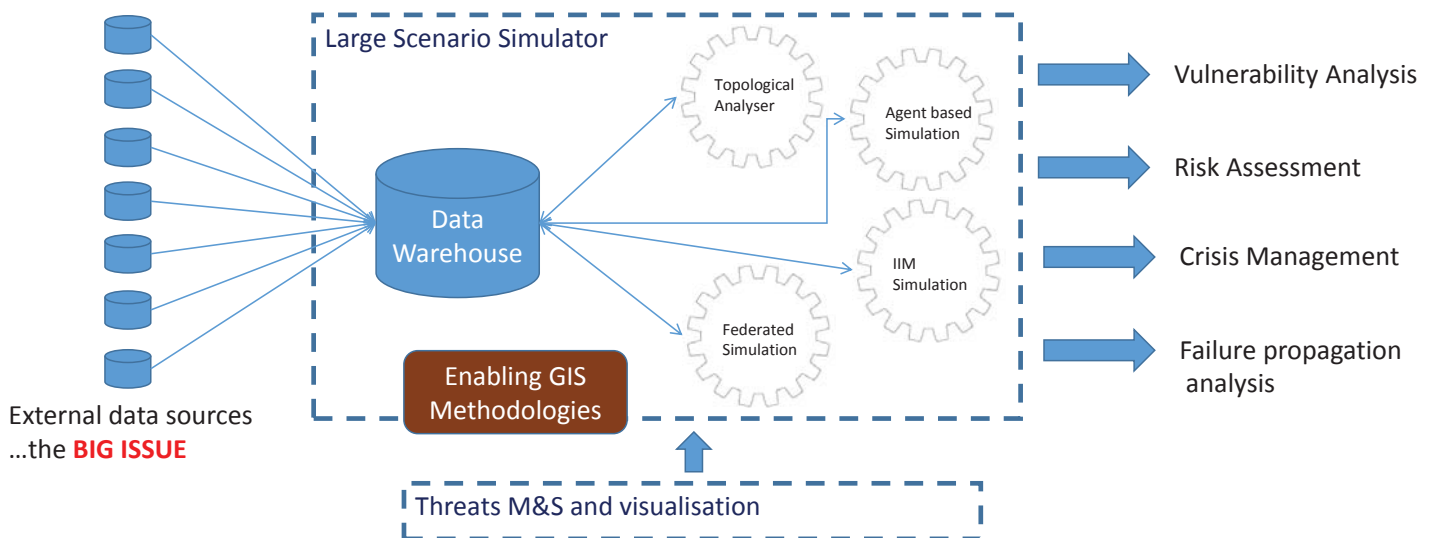 Large Scenario Simulator
Topological
Analyser
Agent based
Simulation
Data
Warehouse
IIM
Simulation
Federated
Simulation
Enabling GIS
Methodologies
External data sources
…the BIG ISSUE
Threats M&S and visualisation
Vulnerability Analysis
Risk Assessment
Crisis Management
Failure propagation
analysis